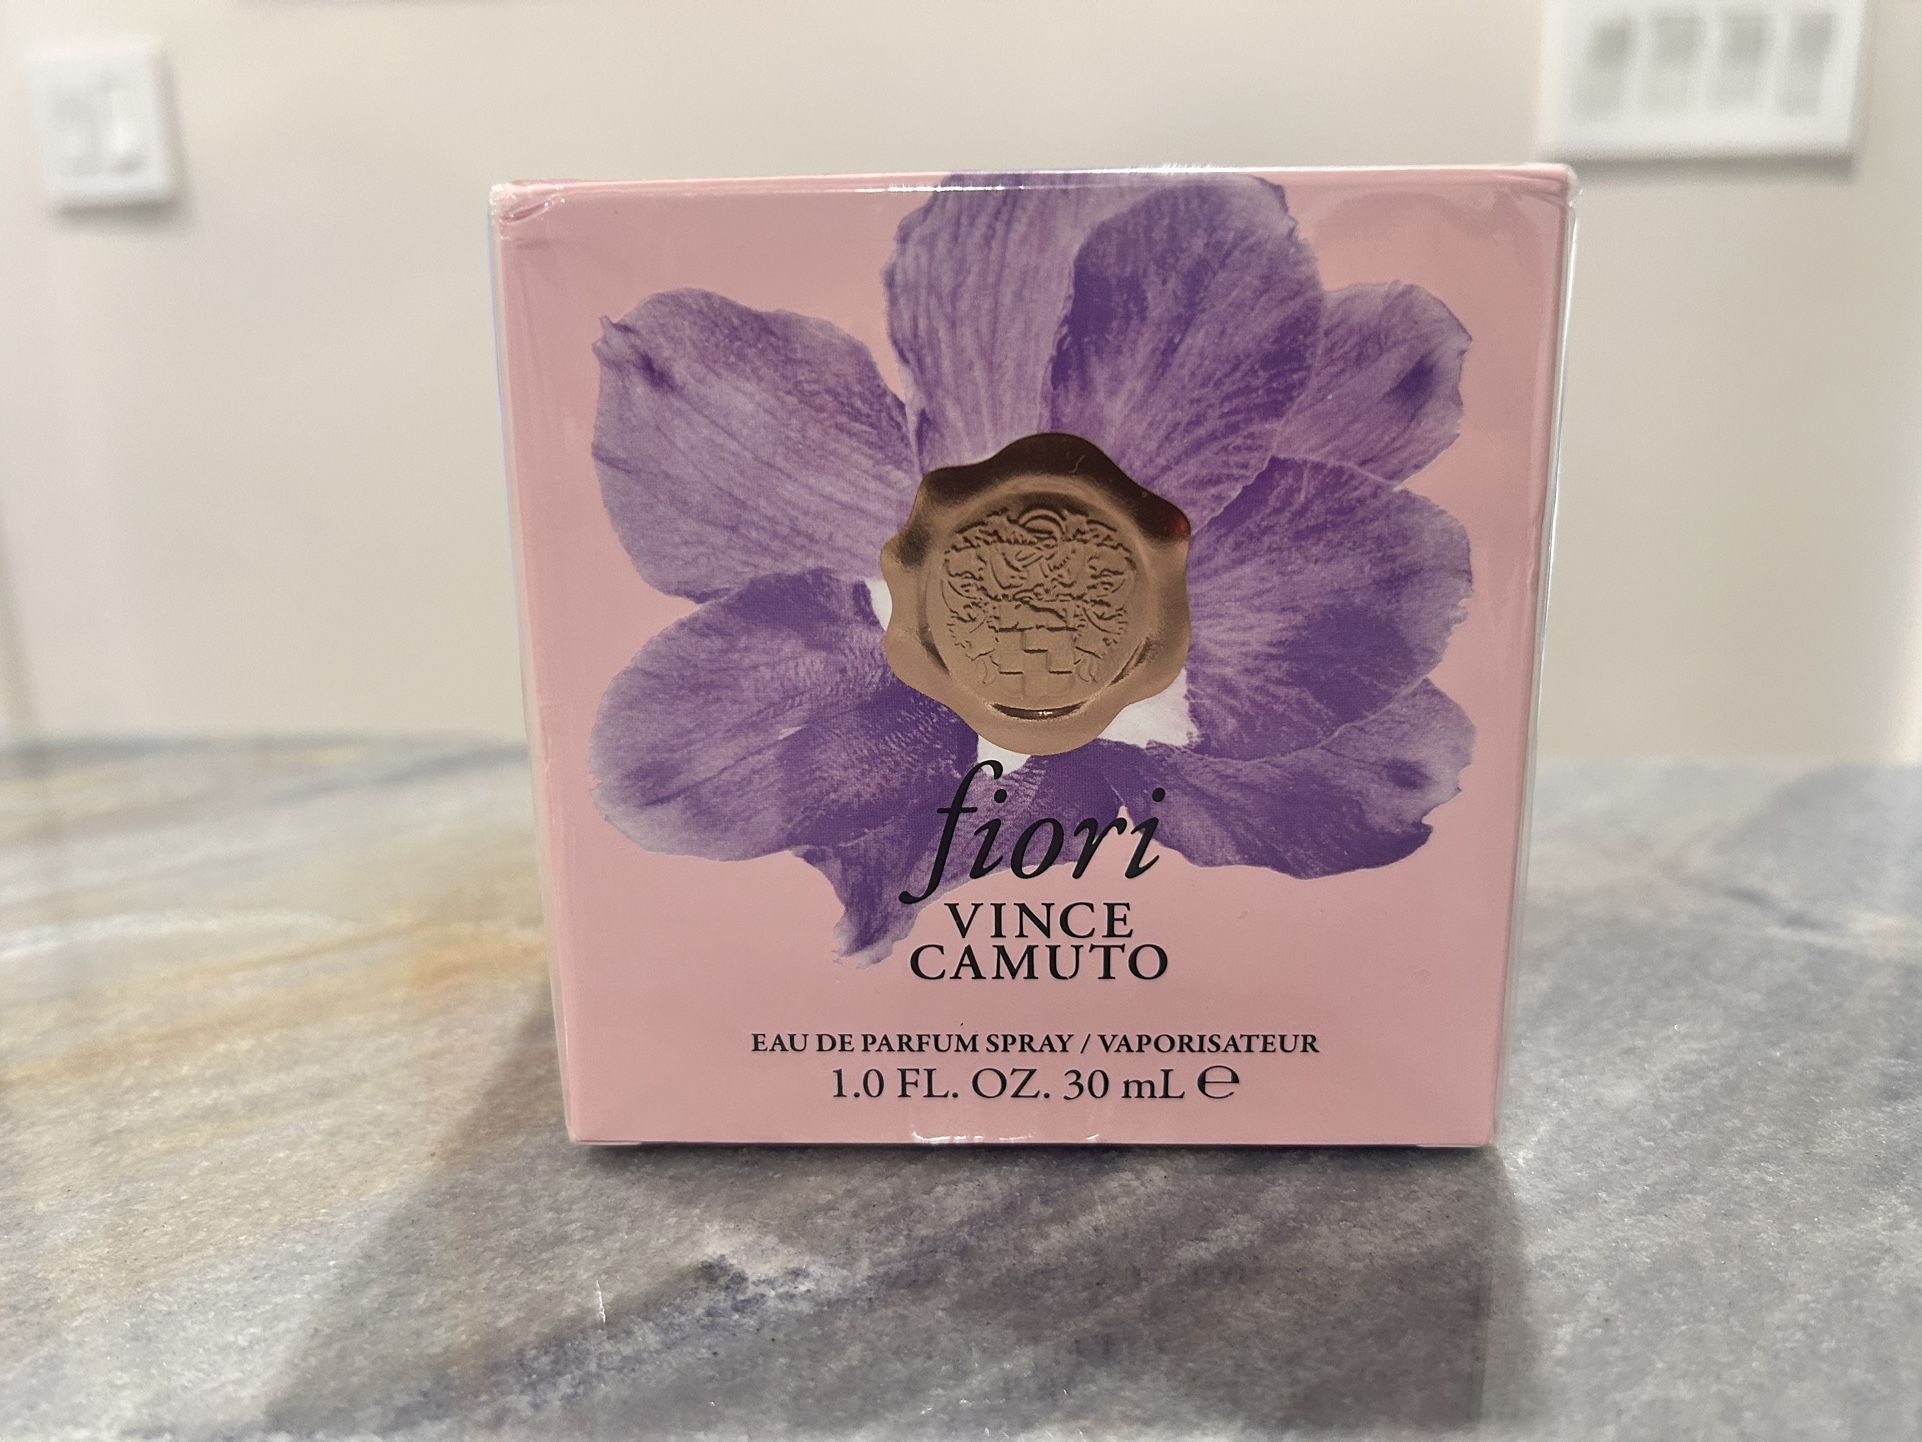 fiori
VINCE
CAMUTO
EAU DE PARFUM SPRAY / VAPORISATEUR
1.0 FL. OZ. 30 mL ℮